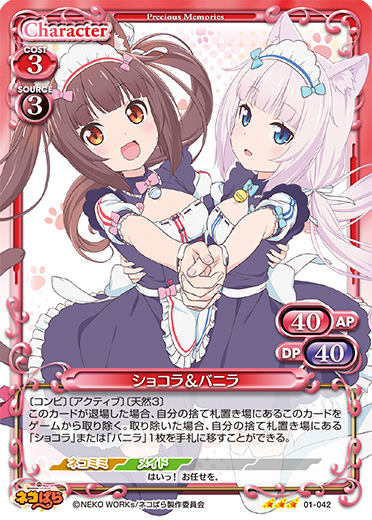 Precious Memories
Character
COST
3
SOURCE
3
40 AP
DP 40
ショコラ&バニラ
〔コンビ〕〔アクティブ〕〔天然3〕
このカードが退場した場合、自分の捨て札置き場にあるこのカードを
ゲームから取り除く。取り除いた場合、自分の捨て札置き場にある
「ショコラ」または「バニラ」1枚を手札に移すことができる。
ネコミミ メイド
はいっ！ お任せを。
ネコぱら
©NEKO WORKs/ネコぱら製作委員会
01-042